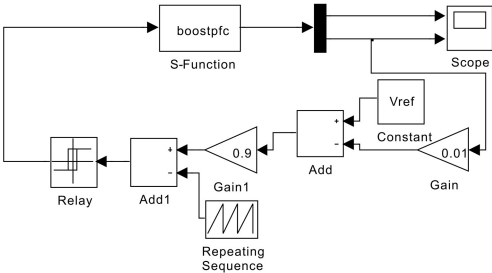 boostpfc
S-Function
Scope
Vref
Constant
+
−
0.01
Gain
Add
0.9
Gain1
+
−
Add1
Relay
Repeating
Sequence